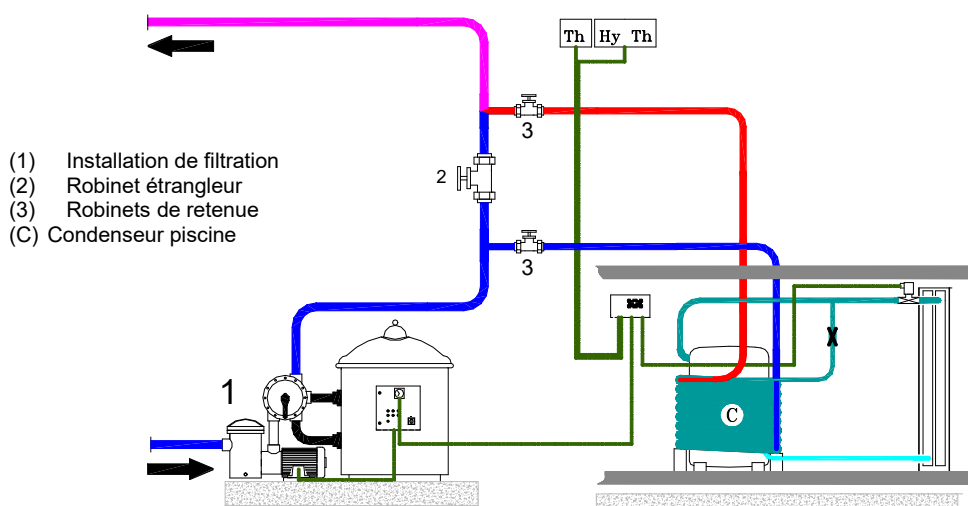 Th Hy Th
3
(1) Installation de filtration
(2) Robinet étrangleur
(3) Robinets de retenue
(C) Condenseur piscine
2
3
1
C